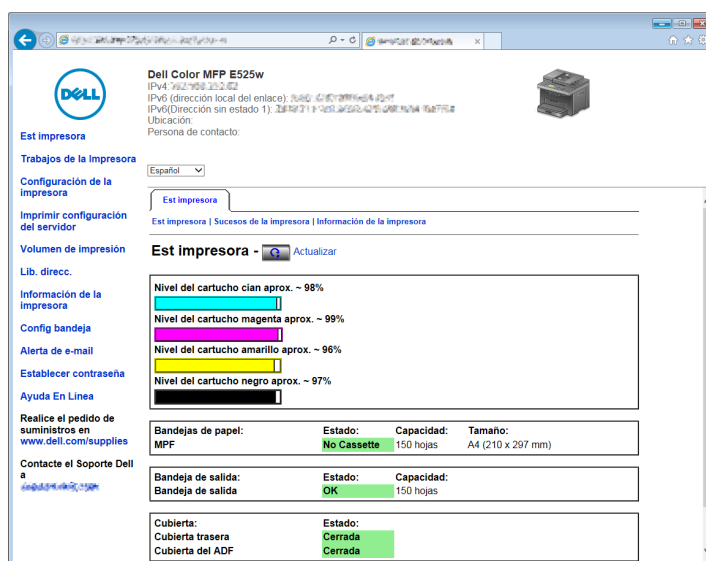 DELL
Est impresora
Trabajos de la Impresora
Configuración de la
impresora
Imprimir configuración
del servidor
Volumen de impresión
Lib. direcc.
Información de la
impresora
Config bandeja
Alerta de e-mail
Establecer contraseña
Ayuda En Línea
Realice el pedido de
suministros en
www.dell.com/supplies
Contacte el Soporte Dell
a
Dell Color MFP E525w
IPv4:
IPv6 (dirección local del enlace):
IPv6(Dirección sin estado 1):
Ubicación:
Persona de contacto:
Español
Est impresora
Est impresora | Sucesos de la impresora | Información de la impresora
Est impresora - Actualizar
Nivel del cartucho cian aprox. ~ 98%
Nivel del cartucho magenta aprox. ~ 99%
Nivel del cartucho amarillo aprox. ~ 96%
Nivel del cartucho negro aprox. ~ 97%
Bandejas de papel: Estado: Capacidad: Tamaño:
MPF No Cassette 150 hojas A4 (210 x 297 mm)
Bandeja de salida: Estado: Capacidad:
Bandeja de salida OK 150 hojas
Cubierta: Estado:
Cubierta trasera Cerrada
Cubierta del ADF Cerrada